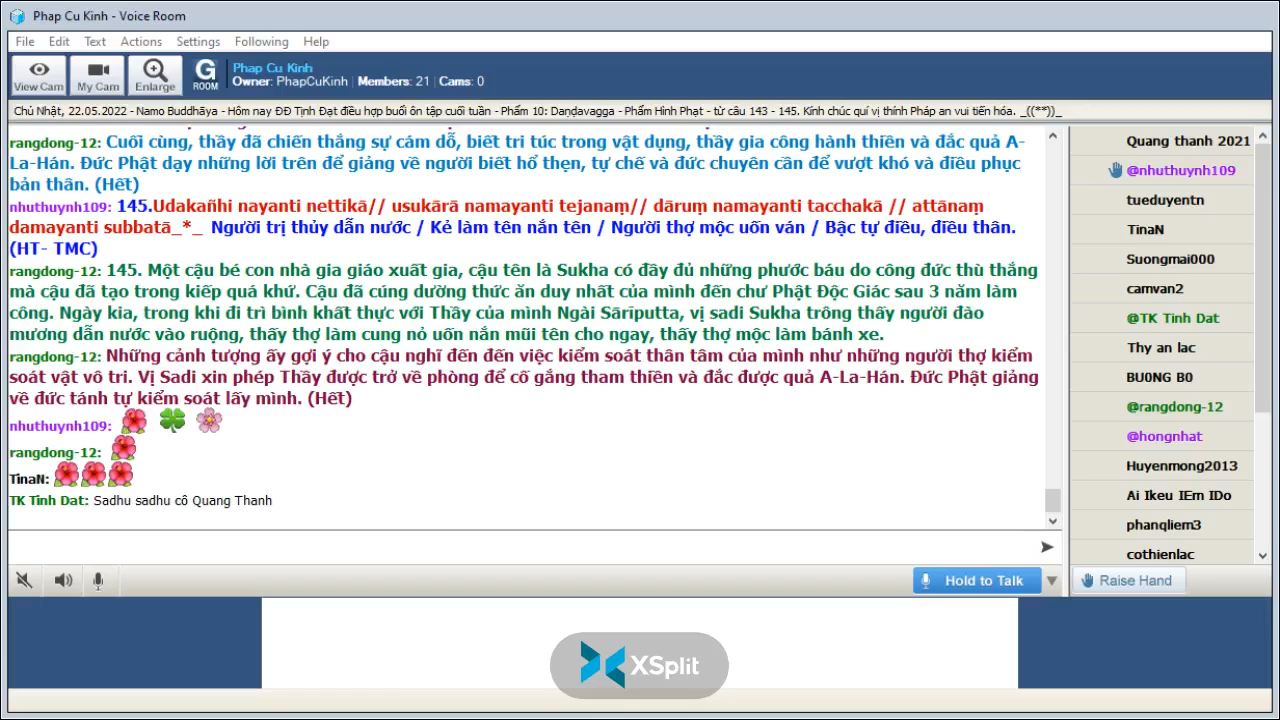 Phap Cu Kinh - Voice Room
File Edit Text Actions Settings Following Help
View Cam My Cam Enlarge G ROOM
Phap Cu Kinh
Owner: PhapCuKinh | Members: 21 | Cams: 0
Chủ Nhật, 22.05.2022 - Namo Buddhāya - Hôm nay ĐĐ Tịnh Đạt điều hợp buổi ôn tập cuối tuần - Phẩm 10: Daṇḍavagga - Phẩm Hình Phạt - từ câu 143 - 145. Kính chúc quí vị thính Pháp an vui tiến hóa. _((**))_
rangdong-12: Cuối cùng, thầy đã chiến thắng sự cám dỗ, biết tri túc trong vật dụng, thầy gia công hành thiền và đắc quả A-
La-Hán. Đức Phật dạy những lời trên để giảng về người biết hổ thẹn, tự chế và đức chuyên cần để vượt khó và điều phục
bản thân. (Hết)
nhuthuynh109: 145.Udakañhi nayanti nettikā// usukārā namayanti tejanaṃ// dāruṃ namayanti tacchakā // attānaṃ
damayanti subbatā_*_ Người trị thủy dẫn nước / Kẻ làm tên nắn tên / Người thợ mộc uốn ván / Bậc tự điều, điều thân.
(HT- TMC)
rangdong-12: 145. Một cậu bé con nhà gia giáo xuất gia, cậu tên là Sukha có đầy đủ những phước báu do công đức thù thắng
mà cậu đã tạo trong kiếp quá khứ. Cậu đã cúng dường thức ăn duy nhất của mình đến chư Phật Độc Giác sau 3 năm làm
công. Ngày kia, trong khi đi trì bình khất thực với Thầy của mình Ngài Sārīputta, vị sadi Sukha trông thấy người đào
mương dẫn nước vào ruộng, thấy thợ làm cung nỏ uốn nắn mũi tên cho ngay, thấy thợ mộc làm bánh xe.
rangdong-12: Những cảnh tượng ấy gợi ý cho cậu nghĩ đến đến việc kiểm soát thân tâm của mình như những người thợ kiểm
soát vật vô tri. Vị Sadi xin phép Thầy được trở về phòng để cố gắng tham thiền và đắc được quả A-La-Hán. Đức Phật giảng
về đức tánh tự kiểm soát lấy mình. (Hết)
nhuthuynh109:
rangdong-12:
TinaN:
TK Tinh Dat: Sadhu sadhu cô Quang Thanh
Quang thanh 2021
@nhuthuynh109
tueduyentn
TinaN
Suongmai000
camvan2
@TK Tinh Dat
Thy an lac
BU0NG B0
@rangdong-12
@hongnhat
Huyenmong2013
Ai Ikeu IEm IDo
phanqliem3
cothienlac
Hold to Talk
Raise Hand
XSplit